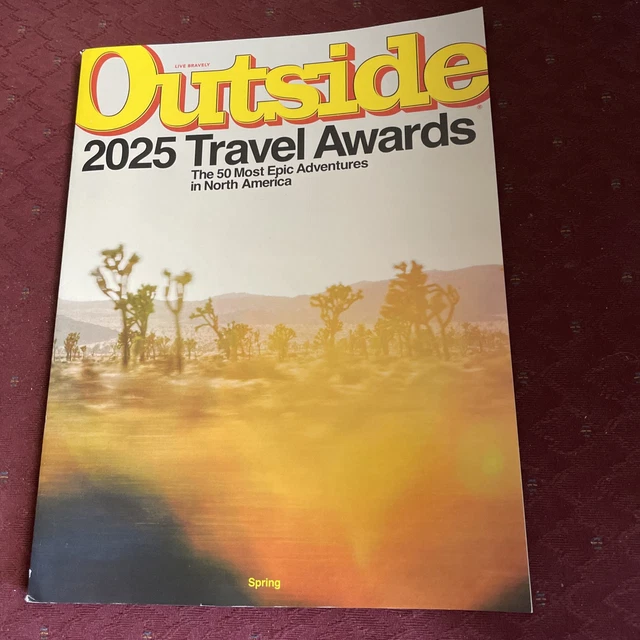 LIVE BRAVELY
Outside
®
2025 Travel Awards
The 50 Most Epic Adventures
in North America
Spring